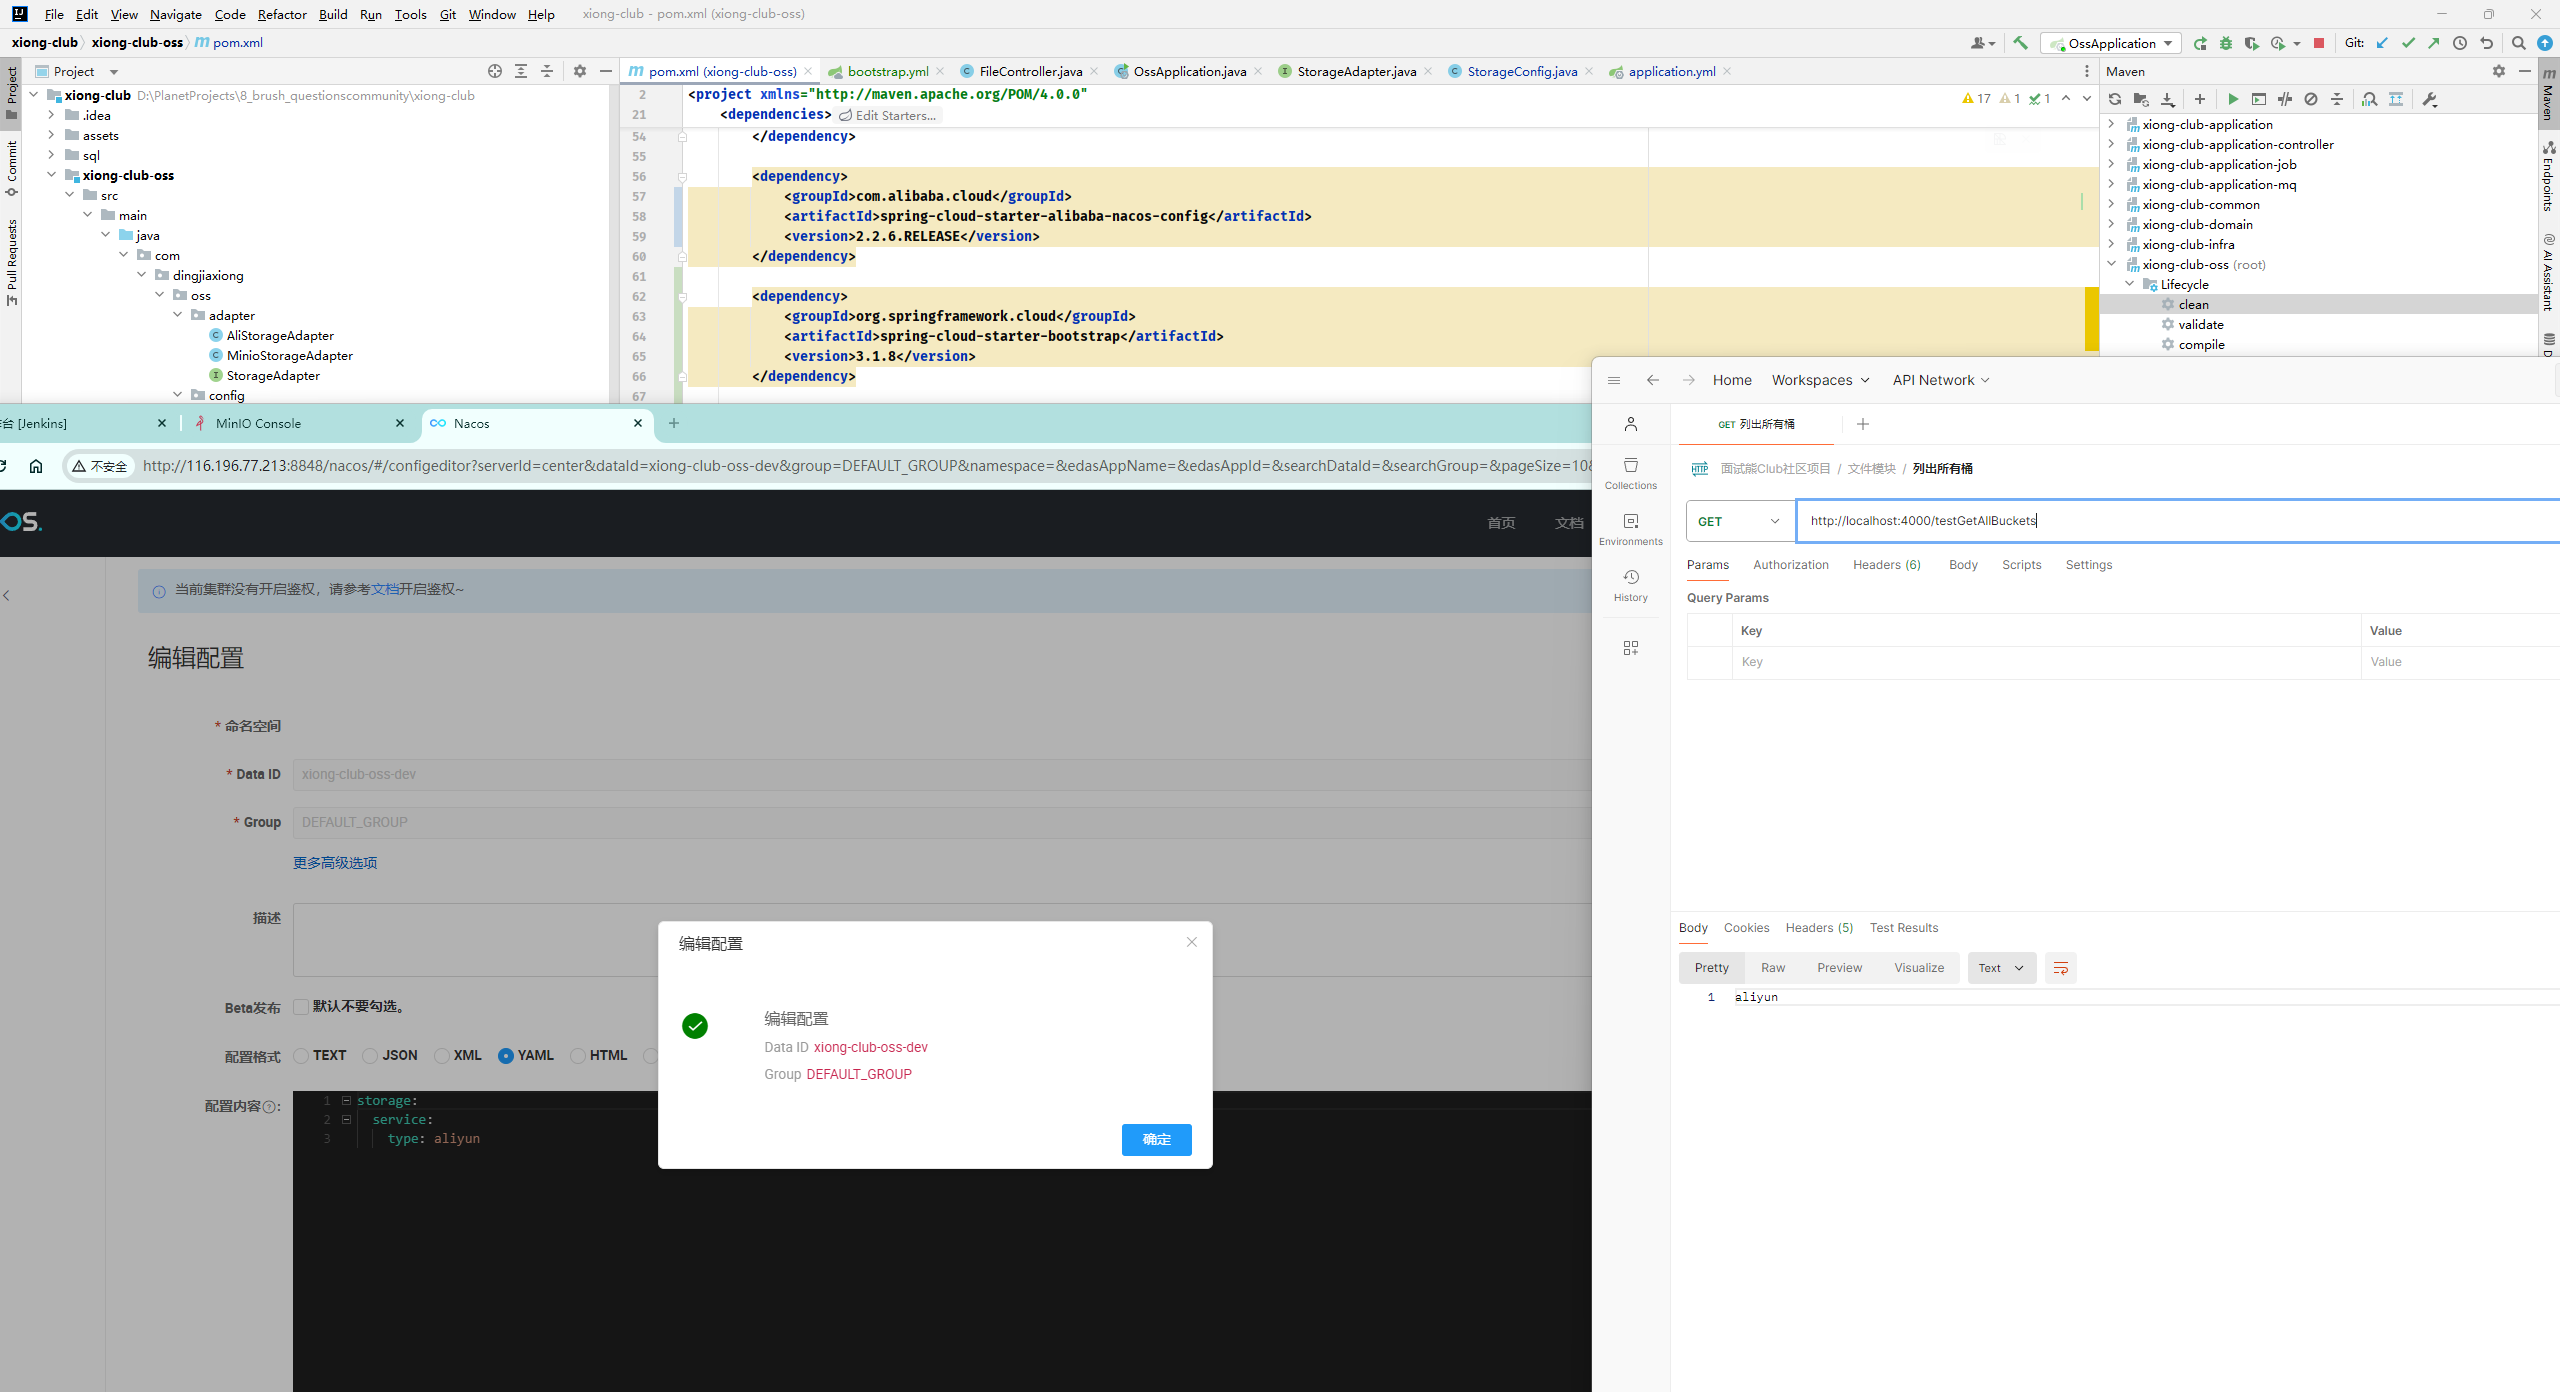 File Edit View Navigate Code Refactor Build Run Tools Git Window Help xiong-club - pom.xml (xiong-club-oss)
xiong-club xiong-club-oss pom.xml
OssApplication Git:
Project
pom.xml (xiong-club-oss) bootstrap.yml FileController.java OssApplication.java StorageAdapter.java StorageConfig.java application.yml
Maven
Project
Commit
Pull Requests
xiong-club D:\PlanetProjects\8_brush_questionscommunity\xiong-club
.idea
assets
sql
xiong-club-oss
src
main
java
com
dingjiaxiong
oss
adapter
AliStorageAdapter
MinioStorageAdapter
StorageAdapter
config
2 <project xmlns="http://maven.apache.org/POM/4.0.0"
21 <dependencies> Edit Starters...
17 1 1
54 </dependency>
55
56 <dependency>
57 <groupId>com.alibaba.cloud</groupId>
58 <artifactId>spring-cloud-starter-alibaba-nacos-config</artifactId>
59 <version>2.2.6.RELEASE</version>
60 </dependency>
61
62 <dependency>
63 <groupId>org.springframework.cloud</groupId>
64 <artifactId>spring-cloud-starter-bootstrap</artifactId>
65 <version>3.1.8</version>
66 </dependency>
67
xiong-club-application
xiong-club-application-controller
xiong-club-application-job
xiong-club-application-mq
xiong-club-common
xiong-club-domain
xiong-club-infra
xiong-club-oss (root)
Lifecycle
clean
validate
compile
Maven
Endpoints
AI Assistant
台 [Jenkins] MinIO Console Nacos
不安全 http://116.196.77.213:8848/nacos/#/configeditor?serverId=center&dataId=xiong-club-oss-dev&group=DEFAULT_GROUP&namespace=&edasAppName=&edasAppId=&searchDataId=&searchGroup=&pageSize=10&
OS.
首页 文档
当前集群没有开启鉴权，请参考文档开启鉴权~
编辑配置
* 命名空间
* Data ID xiong-club-oss-dev
* Group DEFAULT_GROUP
更多高级选项
描述
Beta发布 默认不要勾选。
配置格式 TEXT JSON XML YAML HTML
配置内容?:
1 storage:
2 service:
3 type: aliyun
编辑配置
编辑配置
Data ID xiong-club-oss-dev
Group DEFAULT_GROUP
确定
Home Workspaces API Network
GET 列出所有桶
Collections
Environments
History
HTTP 面试熊Club社区项目 / 文件模块 / 列出所有桶
GET http://localhost:4000/testGetAllBuckets
Params Authorization Headers (6) Body Scripts Settings
Query Params
Key Value
Key Value
Body Cookies Headers (5) Test Results
Pretty Raw Preview Visualize Text
1 aliyun